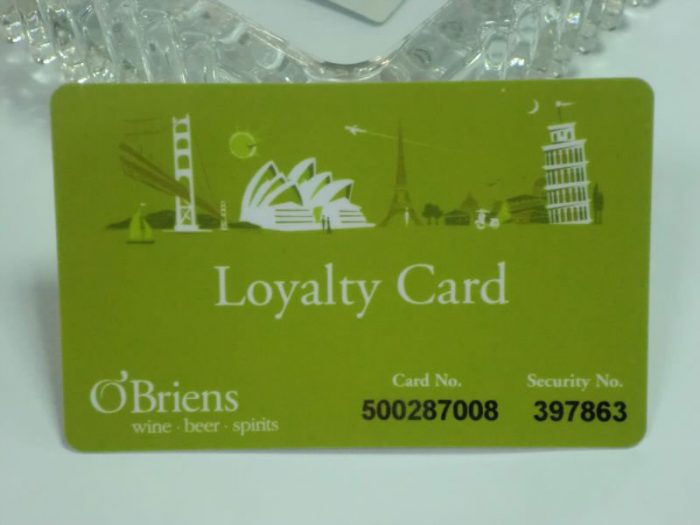 Loyalty Card
O'Briens
wine · beer · spirits
Card No.
500287008
Security No.
397863